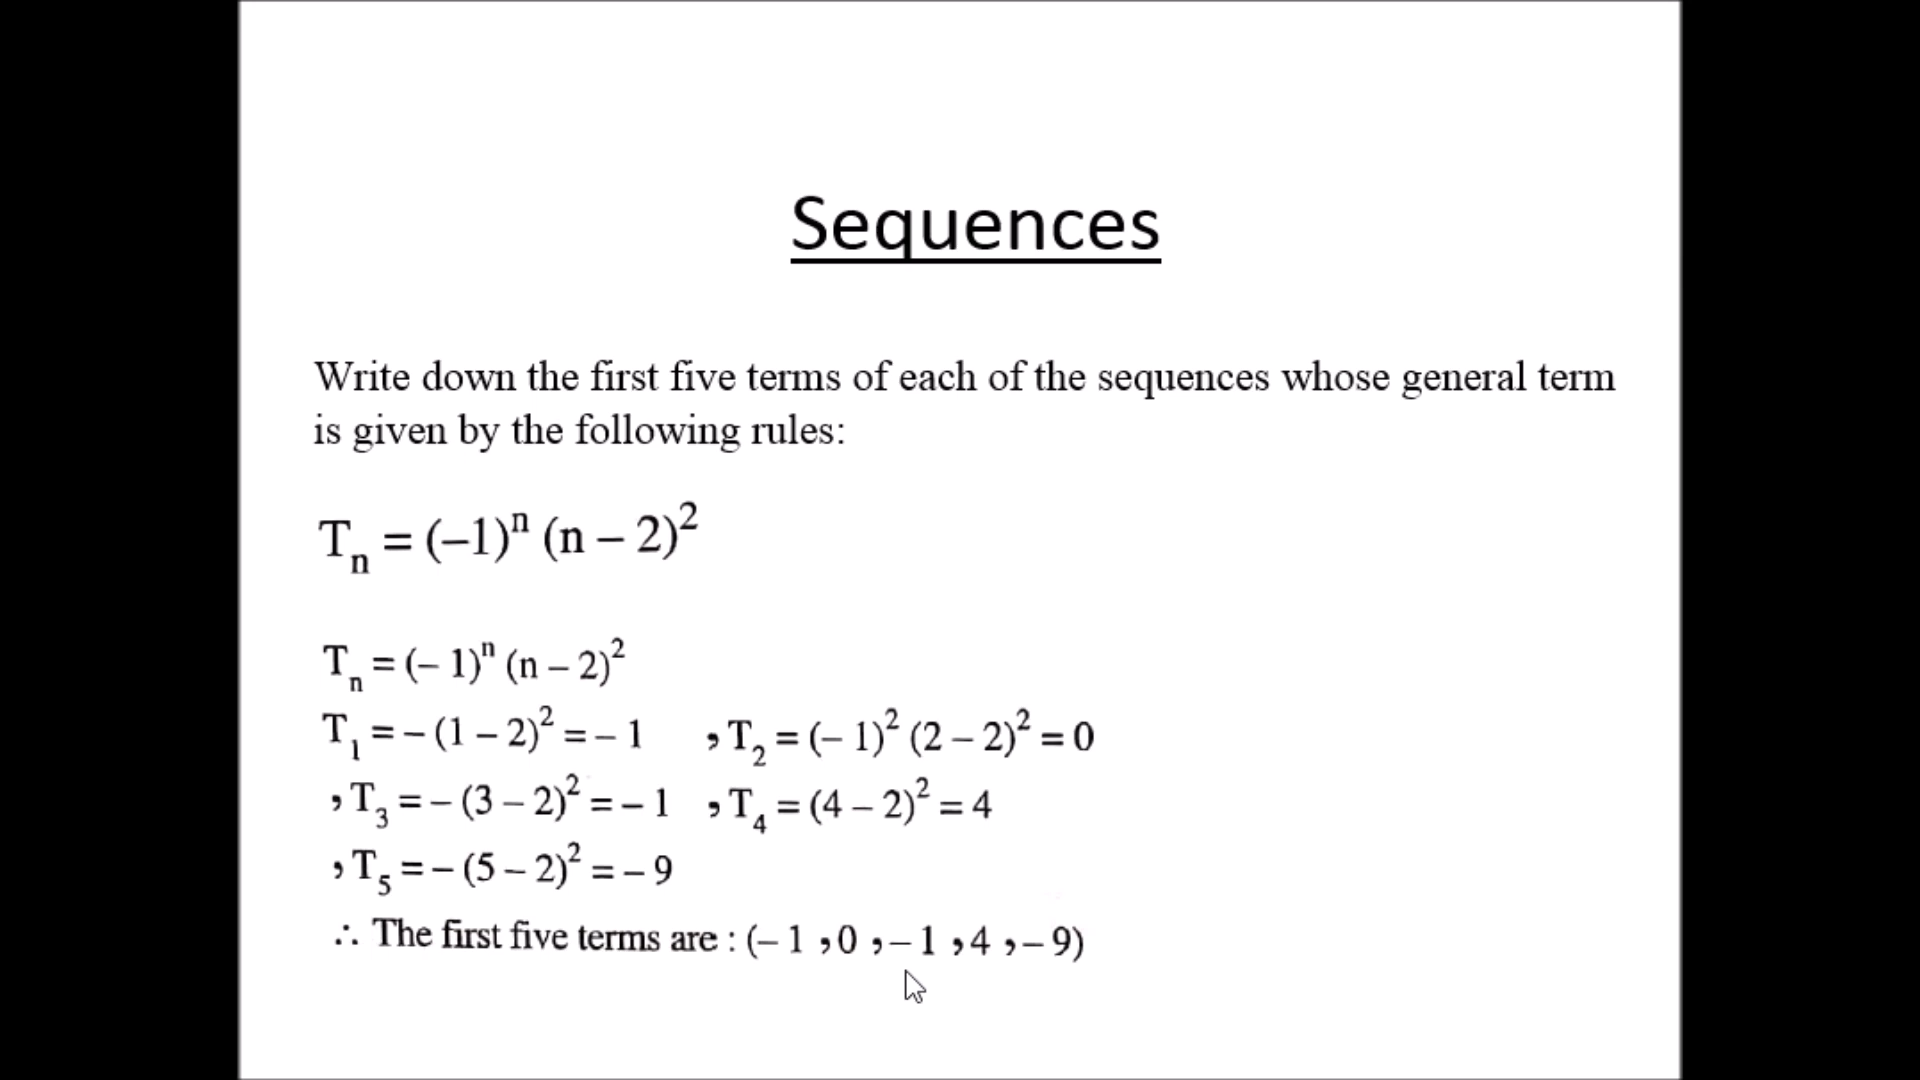 Sequences
Write down the first five terms of each of the sequences whose general term
is given by the following rules:
Tₙ = (–1)ⁿ (n – 2)²
Tₙ = (– 1)ⁿ (n – 2)²
T₁ = – (1 – 2)² = – 1 , T₂ = (– 1)² (2 – 2)² = 0
, T₃ = – (3 – 2)² = – 1 , T₄ = (4 – 2)² = 4
, T₅ = – (5 – 2)² = – 9
∴ The first five terms are : (– 1 , 0 , – 1 , 4 , – 9)